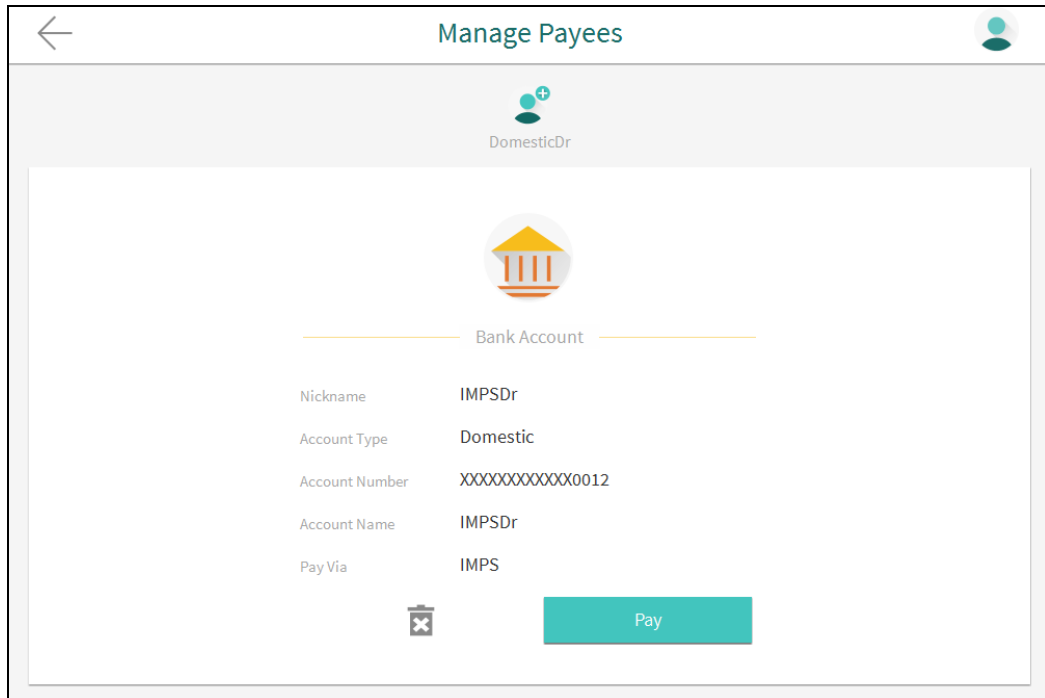 Manage Payees
DomesticDr
Bank Account
Nickname IMPSDr
Account Type Domestic
Account Number XXXXXXXXXXXX0012
Account Name IMPSDr
Pay Via IMPS
Pay